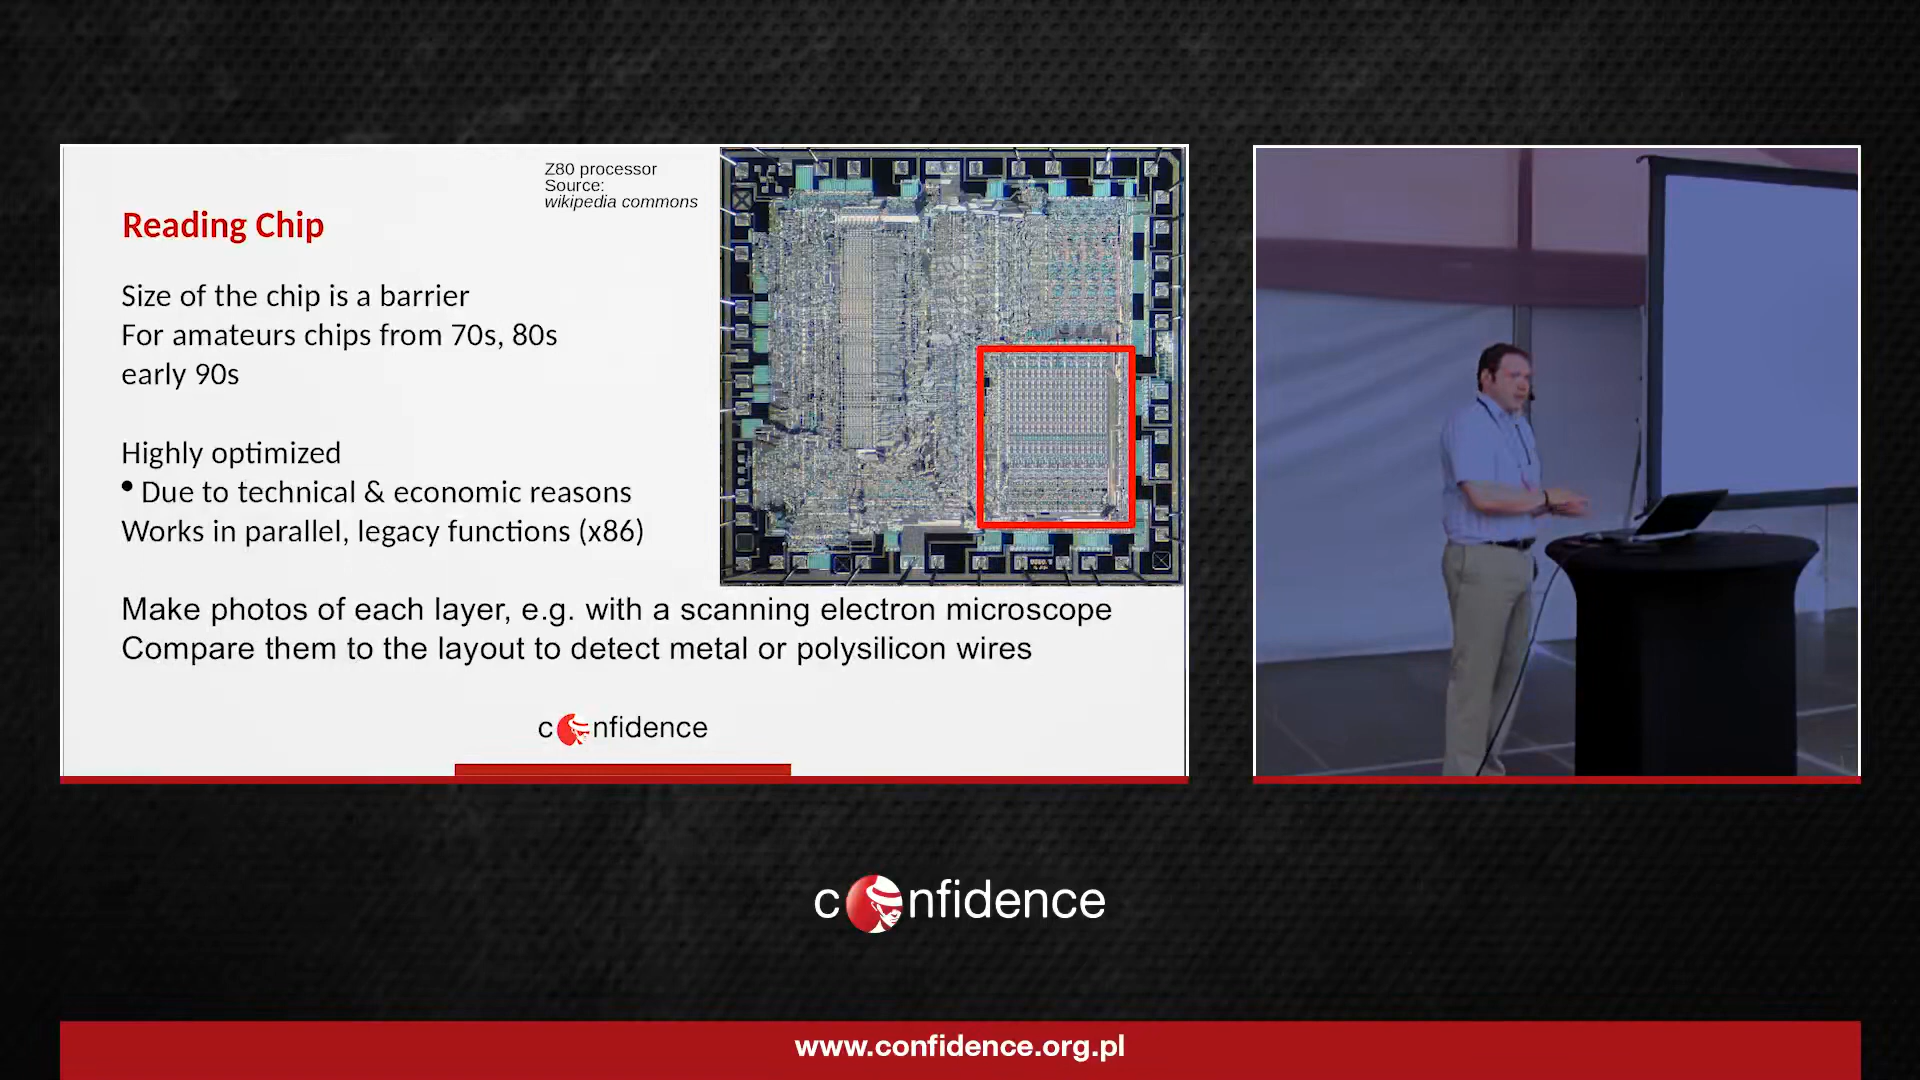 Z80 processor
Source:
wikipedia commons
Reading Chip
Size of the chip is a barrier
For amateurs chips from 70s, 80s
early 90s
Highly optimized
• Due to technical & economic reasons
Works in parallel, legacy functions (x86)
Make photos of each layer, e.g. with a scanning electron microscope
Compare them to the layout to detect metal or polysilicon wires
confidence
confidence
www.confidence.org.pl